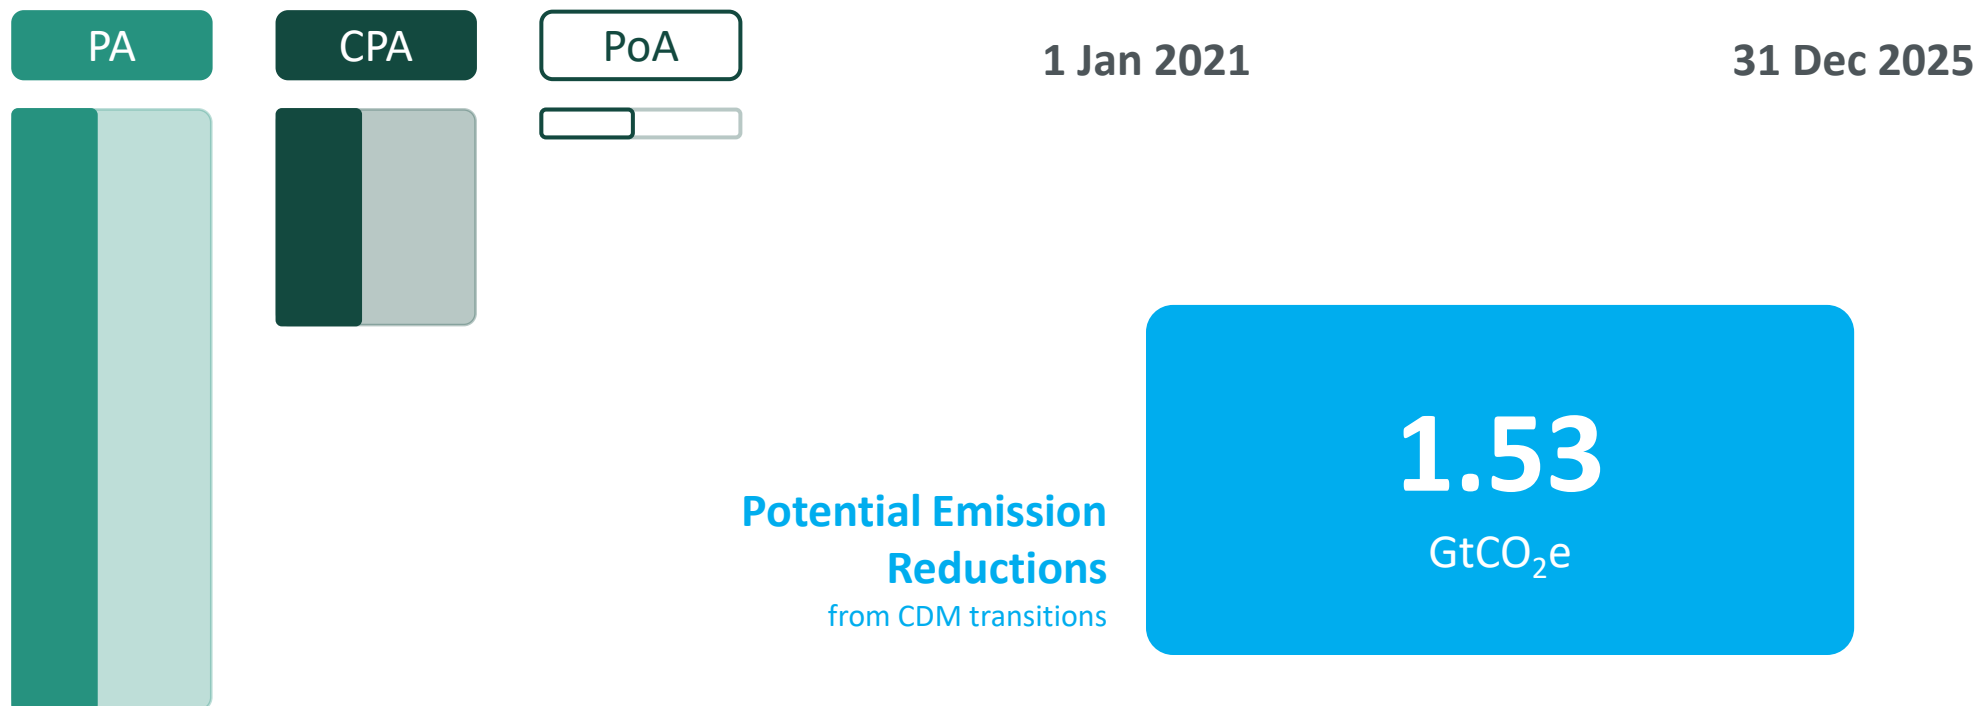 PA
CPA
PoA
1 Jan 2021
31 Dec 2025
Potential Emission
Reductions
from CDM transitions
1.53
GtCO₂e